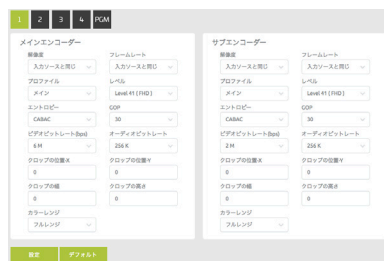 1 2 3 4 PGM
メインエンコーダー
解像度 フレームレート
入力ソースと同じ 入力ソースと同じ
プロファイル レベル
メイン Level 41 ( FHD )
エントロピー GOP
CABAC 30
ビデオビットレート(bps) オーディオビットレート
6 M 256 K
クロップの位置-X クロップの位置-Y
0 0
クロップの幅 クロップの高さ
0 0
カラーレンジ
フルレンジ
サブエンコーダー
解像度 フレームレート
入力ソースと同じ 入力ソースと同じ
プロファイル レベル
メイン Level 41 ( FHD )
エントロピー GOP
CABAC 30
ビデオビットレート(bps) オーディオビットレート
2 M 256 K
クロップの位置-X クロップの位置-Y
0 0
クロップの幅 クロップの高さ
0 0
カラーレンジ
フルレンジ
設定 デフォルト